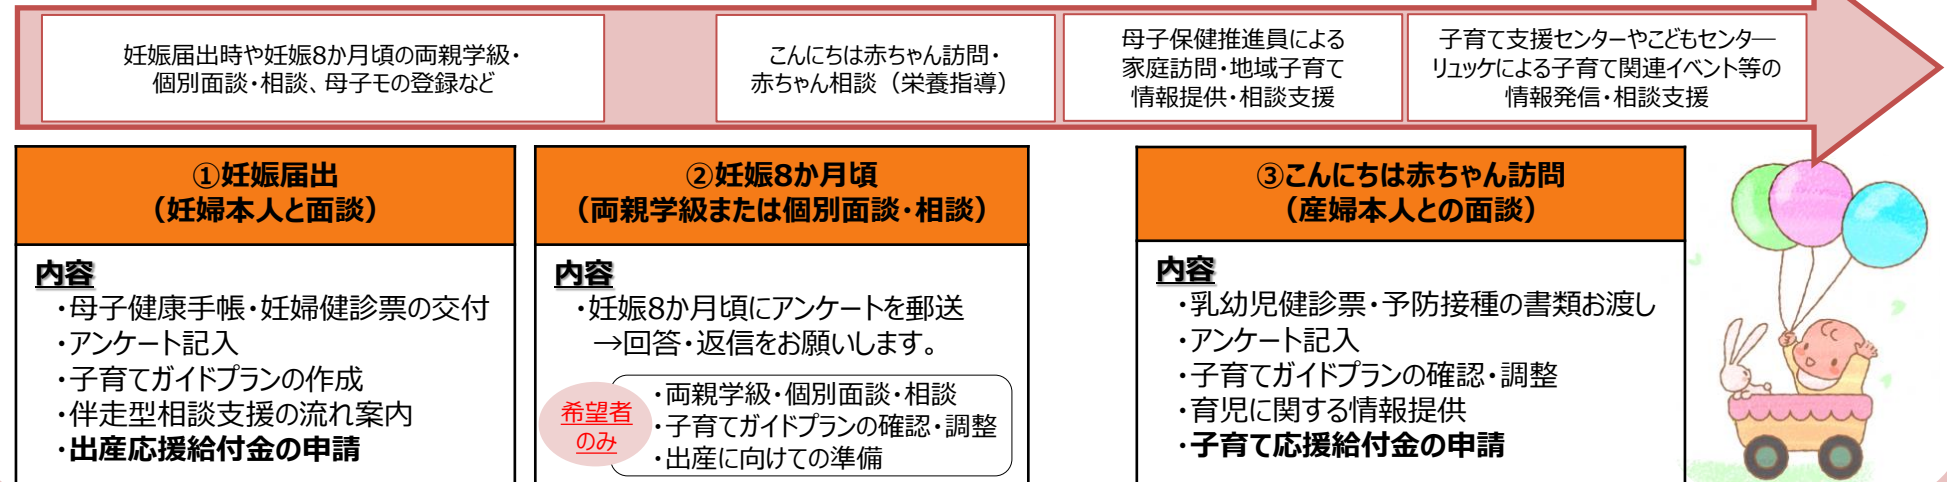 妊娠届出時や妊娠8か月頃の両親学級・
個別面談・相談、母子モの登録など
こんにちは赤ちゃん訪問・
赤ちゃん相談（栄養指導）
母子保健推進員による
家庭訪問・地域子育て
情報提供・相談支援
子育て支援センターやこどもセンター
リュッケによる子育て関連イベント等の
情報発信・相談支援
①妊娠届出
（妊婦本人と面談）
内容
・母子健康手帳・妊婦健診票の交付
・アンケート記入
・子育てガイドプランの作成
・伴走型相談支援の流れ案内
・出産応援給付金の申請
②妊娠8か月頃
（両親学級または個別面談・相談）
内容
・妊娠8か月頃にアンケートを郵送
→回答・返信をお願いします。
希望者
のみ
・両親学級・個別面談・相談
・子育てガイドプランの確認・調整
・出産に向けての準備
③こんにちは赤ちゃん訪問
（産婦本人との面談）
内容
・乳幼児健診票・予防接種の書類お渡し
・アンケート記入
・子育てガイドプランの確認・調整
・育児に関する情報提供
・子育て応援給付金の申請